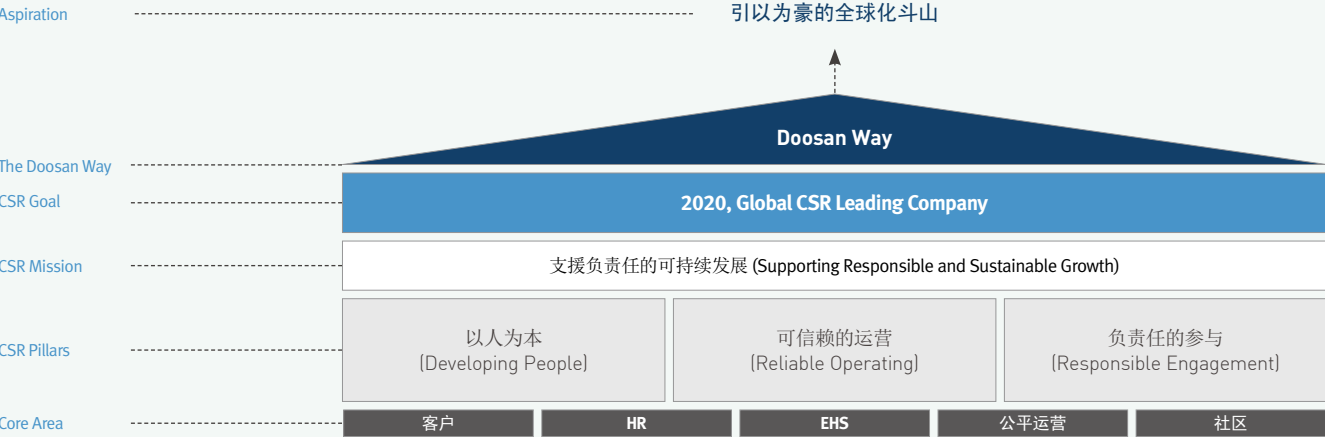 Aspiration 引以为豪的全球化斗山
Doosan Way
The Doosan Way
CSR Goal 2020, Global CSR Leading Company
CSR Mission 支援负责任的可持续发展 (Supporting Responsible and Sustainable Growth)
CSR Pillars
以人为本
(Developing People)
可信赖的运营
(Reliable Operating)
负责任的参与
(Responsible Engagement)
Core Area 客户 HR EHS 公平运营 社区